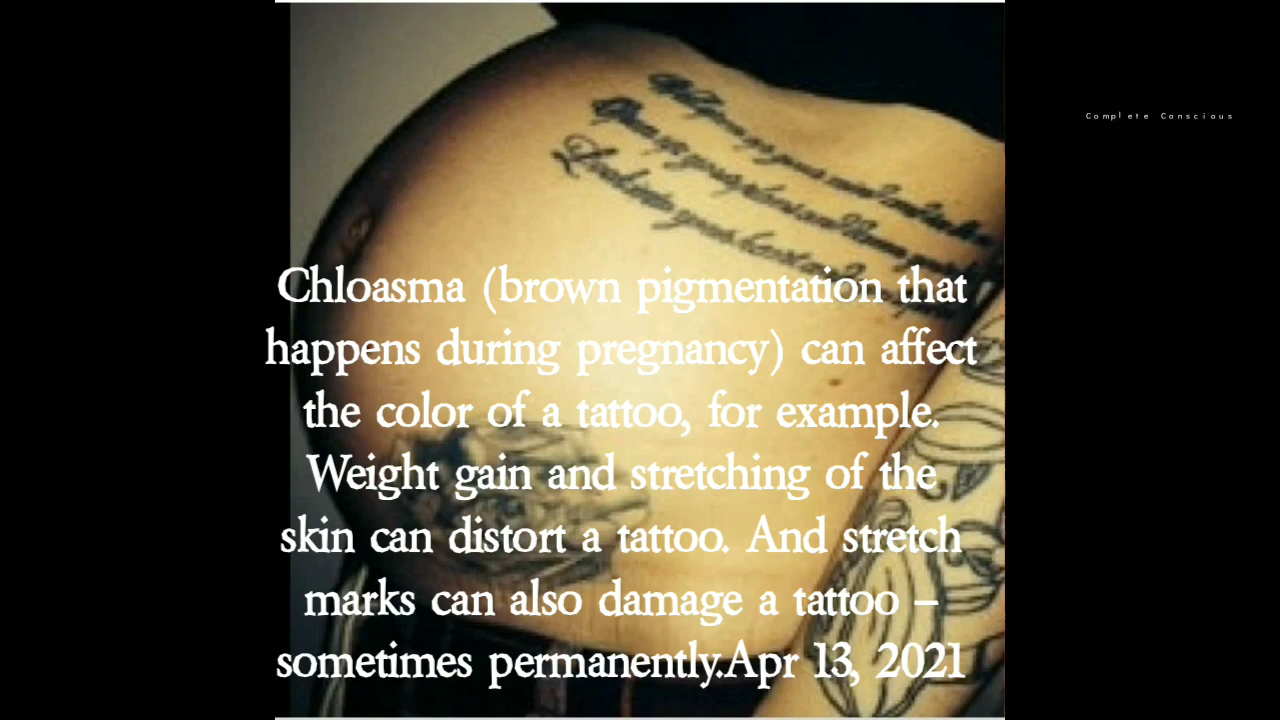 Complete Conscious
Chloasma (brown pigmentation that
happens during pregnancy) can affect
the color of a tattoo, for example.
Weight gain and stretching of the
skin can distort a tattoo. And stretch
marks can also damage a tattoo –
sometimes permanently.Apr 13, 2021